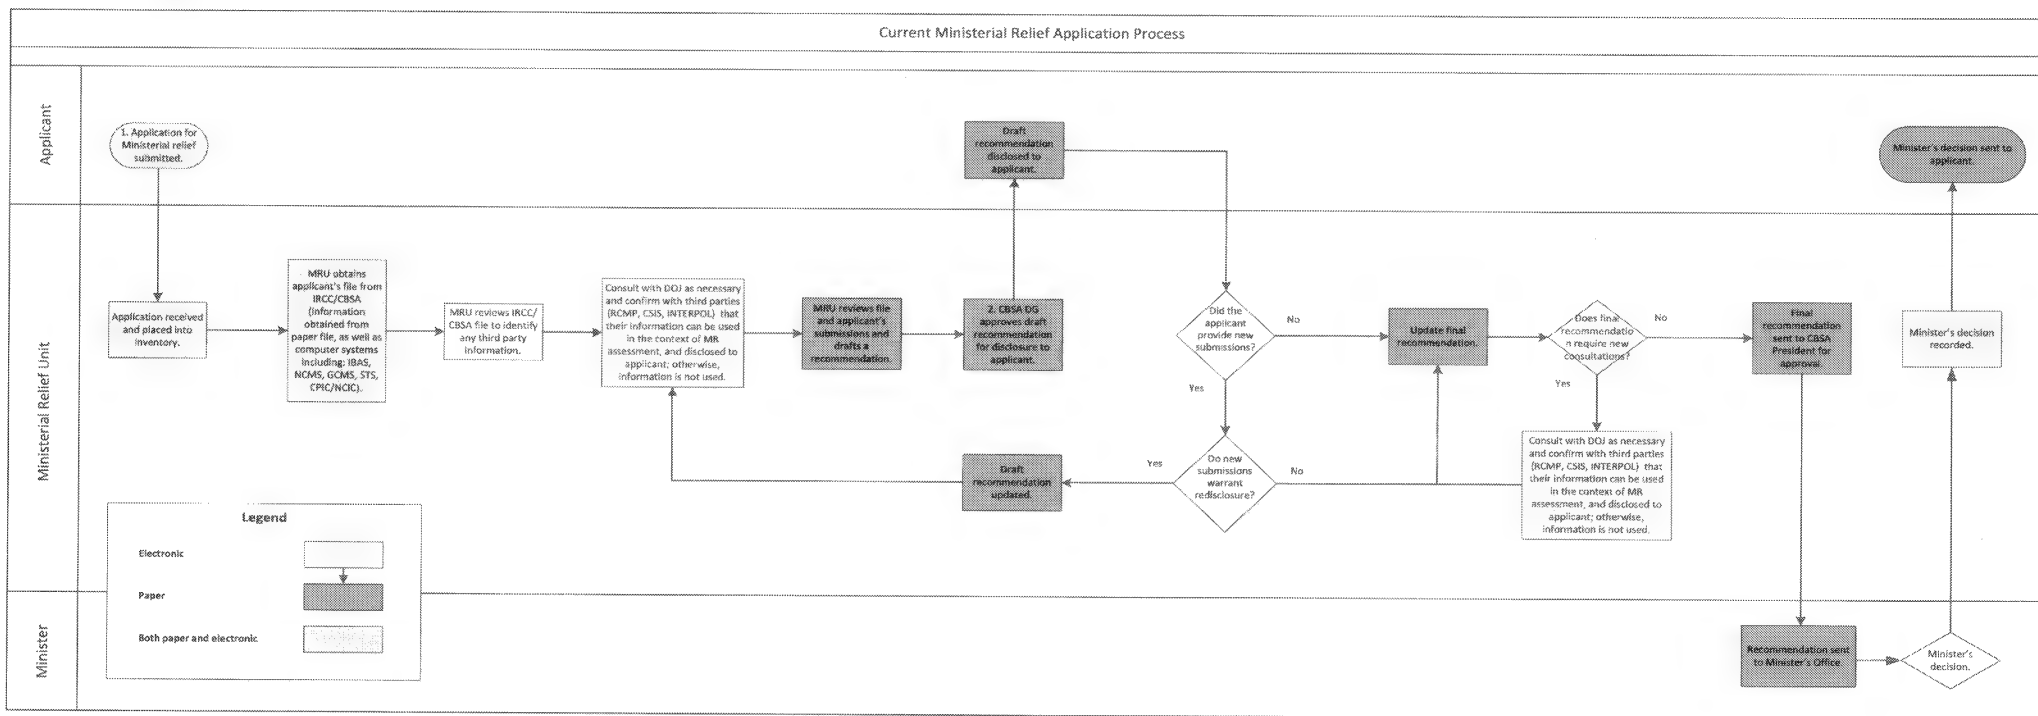 Current Ministerial Relief Application Process
Applicant
1. Application for
Ministerial relief
submitted.
Draft
recommendation
disclosed to
applicant.
Minister's decision sent to
applicant.
Ministerial Relief Unit
Application received
and placed into
inventory.
MRU obtains
applicant's file from
IRCC/CBSA
(information
obtained from
paper file, as well as
computer systems
including: IBAS,
NCMS, GCMS, STS,
CPIC/NCIC).
MRU reviews IRCC/
CBSA file to identify
any third party
information.
Consult with DOJ as necessary
and confirm with third parties
(RCMP, CSIS, INTERPOL) that
their information can be used
in the context of MR
assessment, and disclosed to
applicant; otherwise,
information is not used.
MRU reviews file
and applicant's
submissions and
drafts a
recommendation.
2. CBSA DG
approves draft
recommendation
for disclosure to
applicant.
Did the
applicant
provide new
submissions?
No
Yes
Update final
recommendation.
Does final
recommendatio
n require new
consultations?
No
Yes
Final
recommendation
sent to CBSA
President for
approval.
Minister's decision
recorded.
Draft
recommendation
updated.
Yes
Do new
submissions
warrant
redisclosure?
No
Consult with DOJ as necessary
and confirm with third parties
(RCMP, CSIS, INTERPOL) that
their information can be used
in the context of MR
assessment, and disclosed to
applicant; otherwise,
information is not used.
Legend
Electronic
Paper
Both paper and electronic
Minister
Recommendation sent
to Minister's Office.
Minister's
decision.